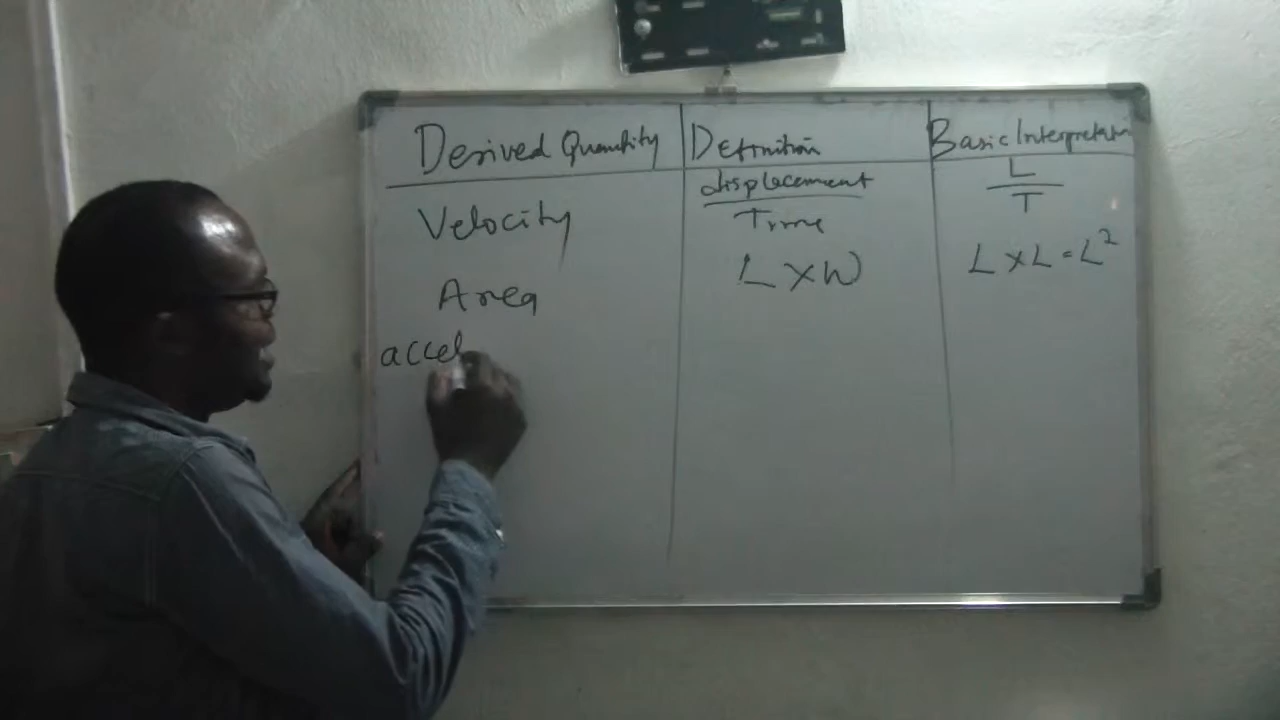 Derived Quantity Definition Basic Interpretation
Velocity displacement L
Time T
Area L x W L x L = L²
accel